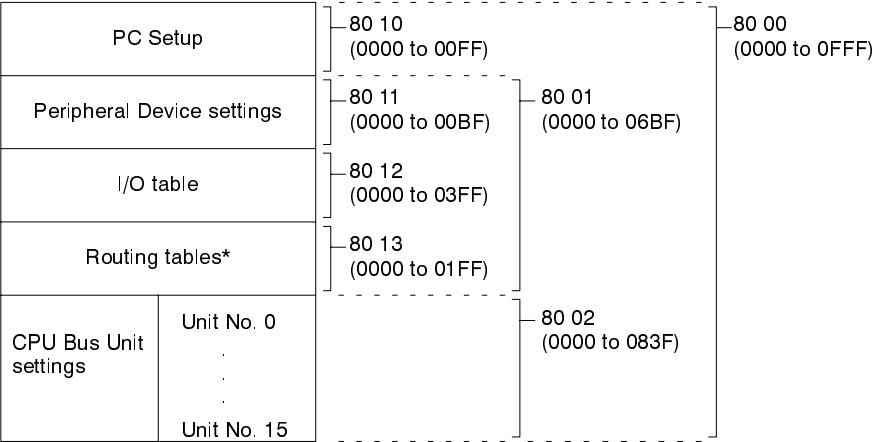 PC Setup
80 10
(0000 to 00FF)
80 00
(0000 to 0FFF)
Peripheral Device settings
80 11
(0000 to 00BF)
80 01
(0000 to 06BF)
I/O table
80 12
(0000 to 03FF)
Routing tables*
80 13
(0000 to 01FF)
CPU Bus Unit
settings
Unit No. 0
.
.
.
Unit No. 15
80 02
(0000 to 083F)